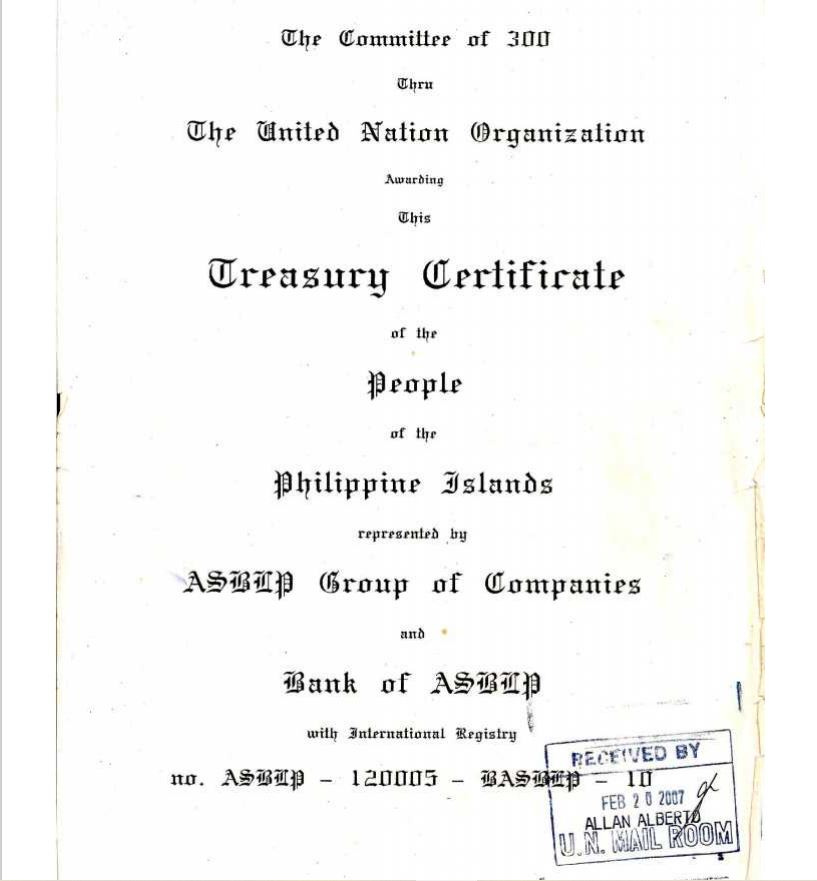 The Committee of 300
Thru
The United Nation Organization
Awarding
This
Treasury Certificate
of the
People
of the
Philippine Islands
represented by
ASBLP Group of Companies
and
Bank of ASBLP
with International Registry
no. ASBLP – 120005 – BASBLP – 10
RECEIVED BY
FEB 20 2007
ALLAN ALBERTO
U.N. MAIL ROOM